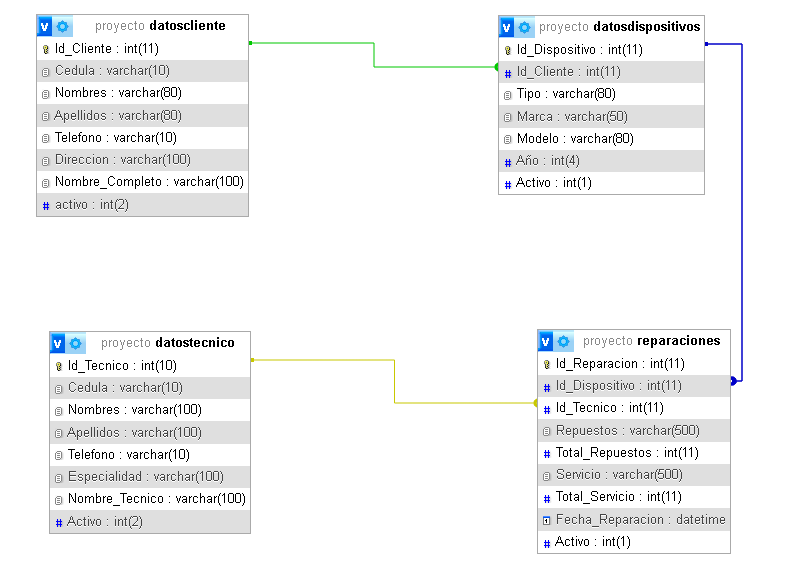 v proyecto datoscliente
Id_Cliente : int(11)
Cedula : varchar(10)
Nombres : varchar(80)
Apellidos : varchar(80)
Telefono : varchar(10)
Direccion : varchar(100)
Nombre_Completo : varchar(100)
# activo : int(2)
v proyecto datosdispositivos
Id_Dispositivo : int(11)
# Id_Cliente : int(11)
Tipo : varchar(80)
Marca : varchar(50)
Modelo : varchar(80)
# Año : int(4)
# Activo : int(1)
v proyecto datostecnico
Id_Tecnico : int(10)
Cedula : varchar(10)
Nombres : varchar(100)
Apellidos : varchar(100)
Telefono : varchar(10)
Especialidad : varchar(100)
Nombre_Tecnico : varchar(100)
# Activo : int(2)
v proyecto reparaciones
Id_Reparacion : int(11)
# Id_Dispositivo : int(11)
# Id_Tecnico : int(11)
Repuestos : varchar(500)
# Total_Repuestos : int(11)
Servicio : varchar(500)
# Total_Servicio : int(11)
Fecha_Reparacion : datetime
# Activo : int(1)